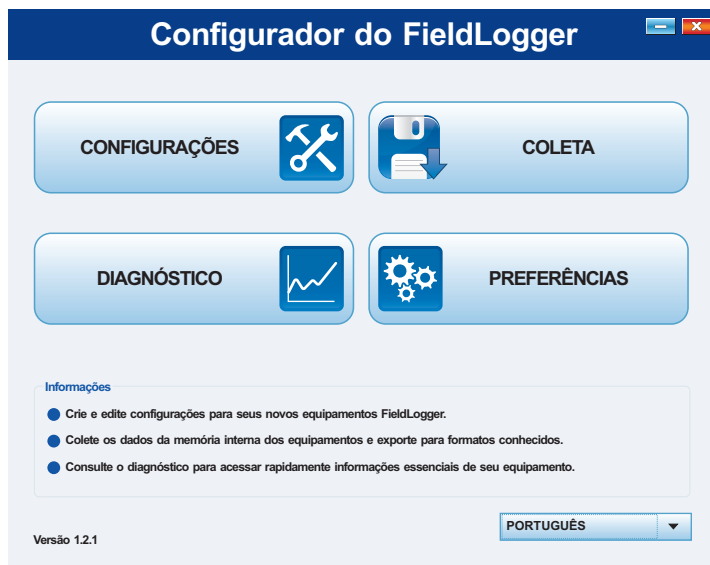 Configurador do FieldLogger
CONFIGURAÇÕES
COLETA
DIAGNÓSTICO
PREFERÊNCIAS
Informações
Crie e edite configurações para seus novos equipamentos FieldLogger.
Colete os dados da memória interna dos equipamentos e exporte para formatos conhecidos.
Consulte o diagnóstico para acessar rapidamente informações essenciais de seu equipamento.
PORTUGUÊS
Versão 1.2.1